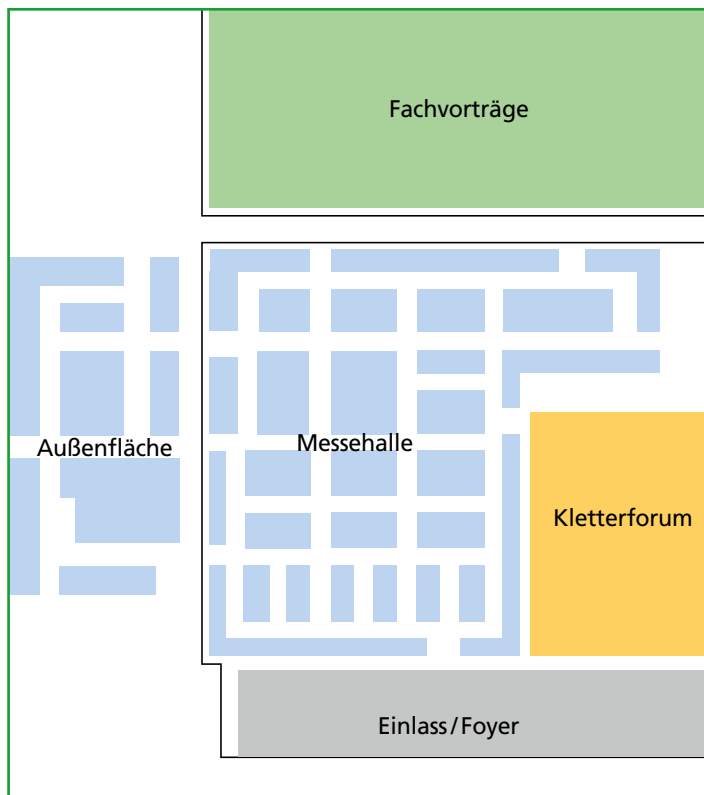 Fachvorträge
Außenfläche
Messehalle
Kletterforum
Einlass/Foyer